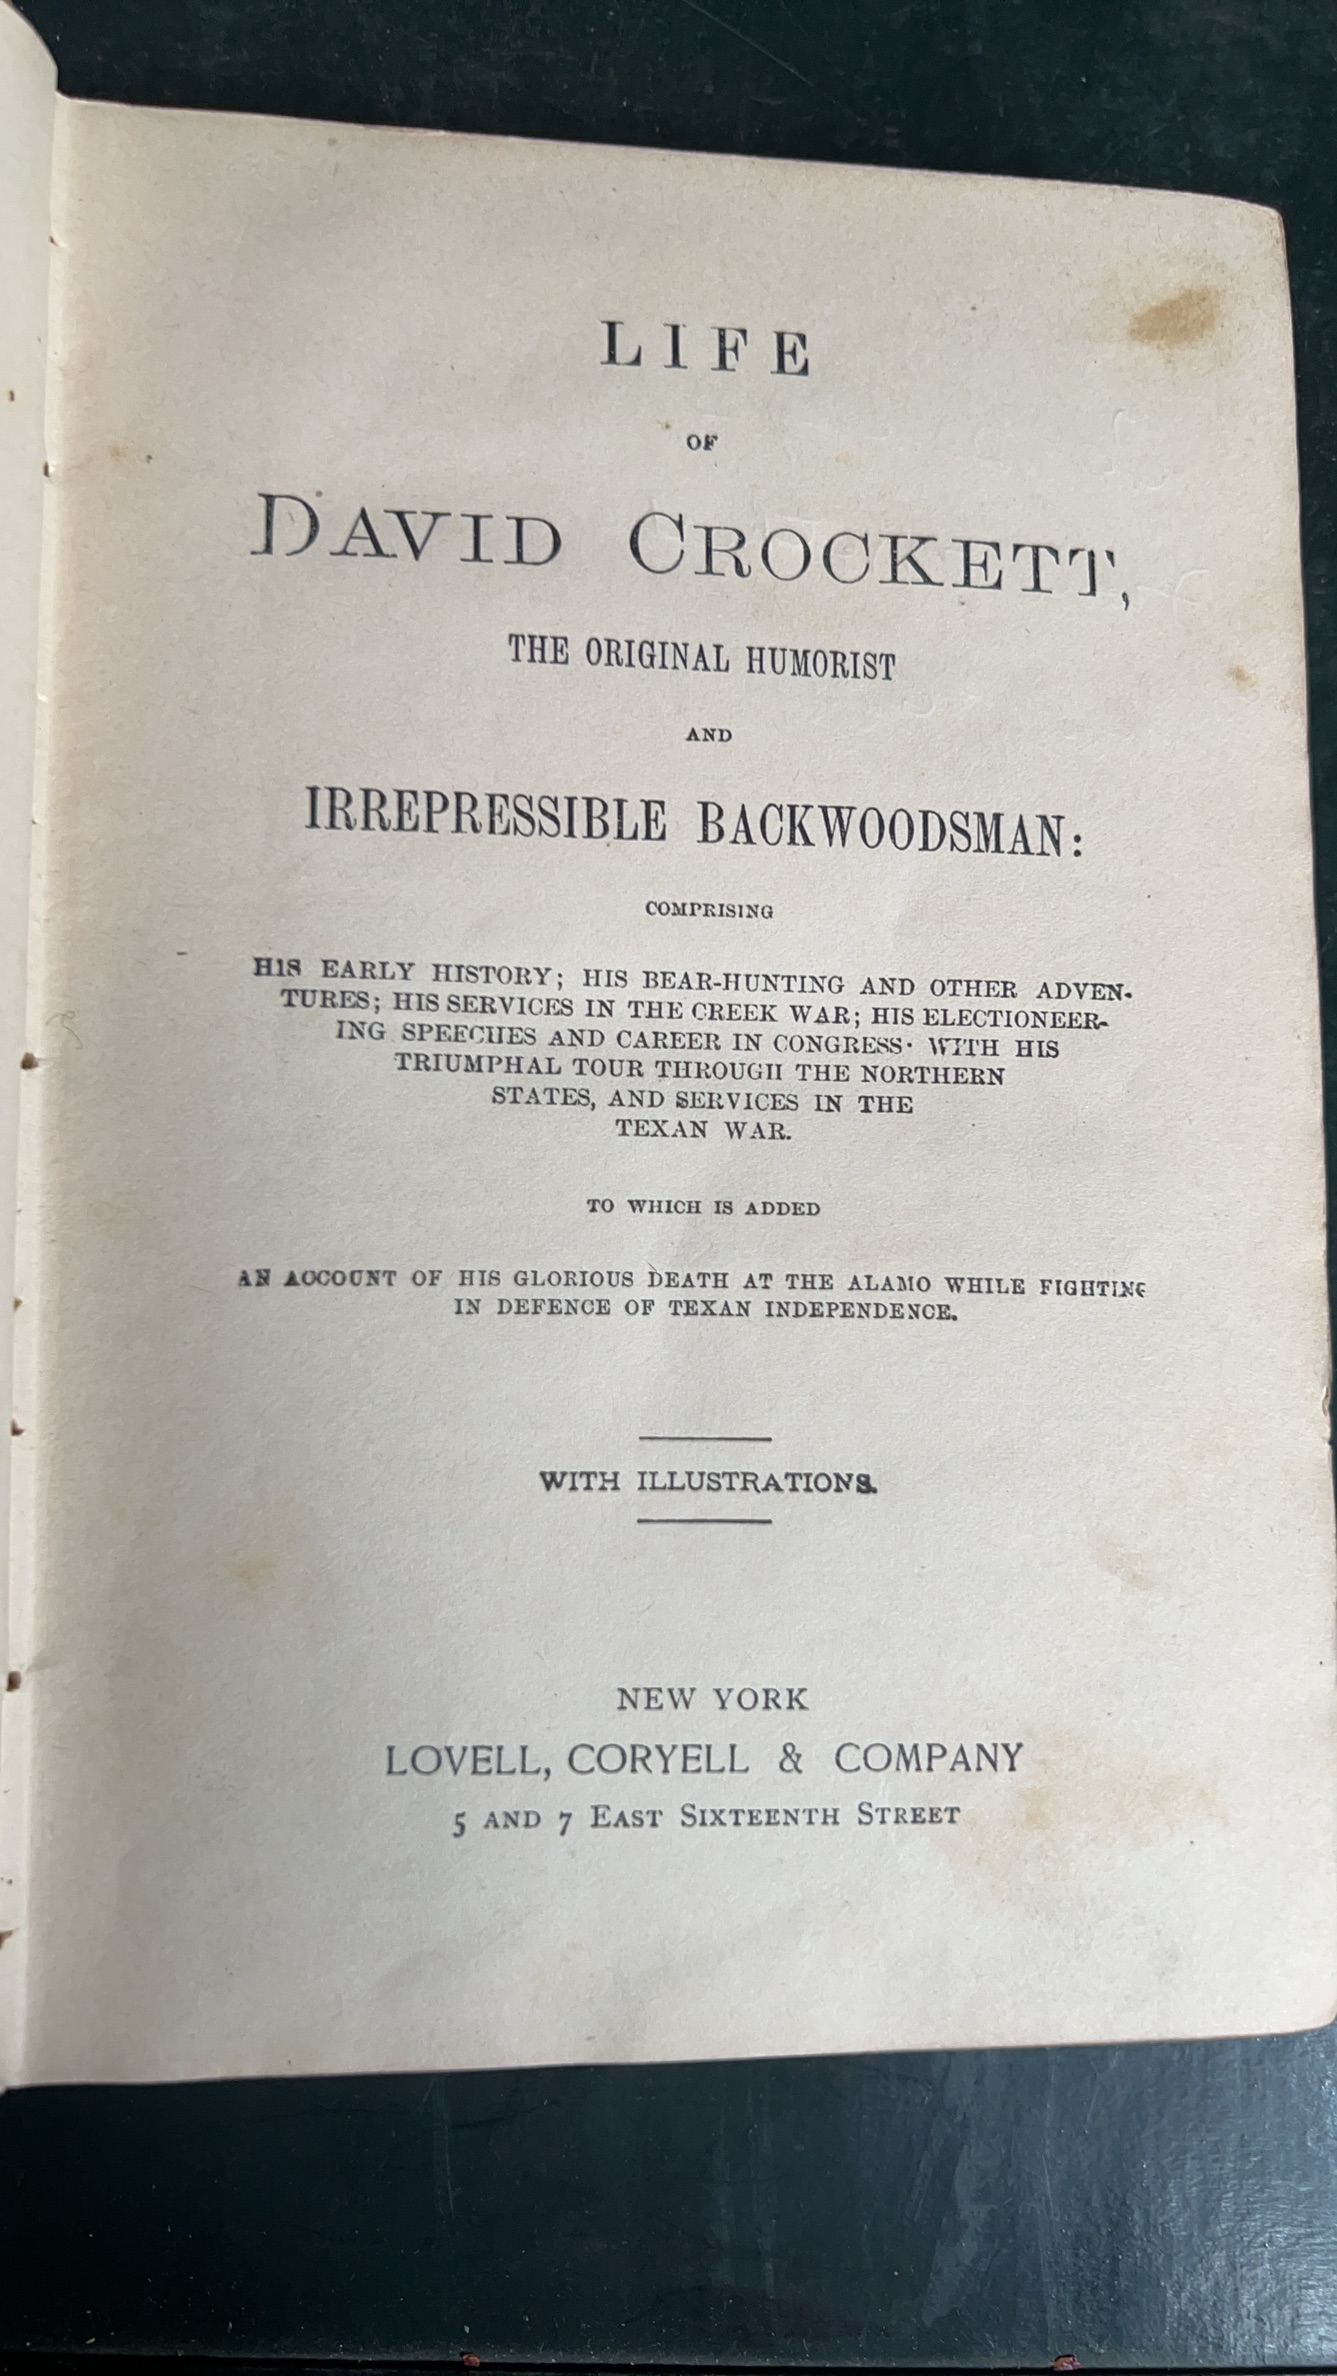 LIFE
OF
DAVID CROCKETT,
THE ORIGINAL HUMORIST
AND
IRREPRESSIBLE BACKWOODSMAN:
COMPRISING
HIS EARLY HISTORY; HIS BEAR-HUNTING AND OTHER ADVEN-
TURES; HIS SERVICES IN THE CREEK WAR; HIS ELECTIONEER-
ING SPEECHES AND CAREER IN CONGRESS· WITH HIS
TRIUMPHAL TOUR THROUGH THE NORTHERN
STATES, AND SERVICES IN THE
TEXAN WAR.
TO WHICH IS ADDED
AN ACCOUNT OF HIS GLORIOUS DEATH AT THE ALAMO WHILE FIGHTING
IN DEFENCE OF TEXAN INDEPENDENCE.
WITH ILLUSTRATIONS.
NEW YORK
LOVELL, CORYELL & COMPANY
5 AND 7 EAST SIXTEENTH STREET